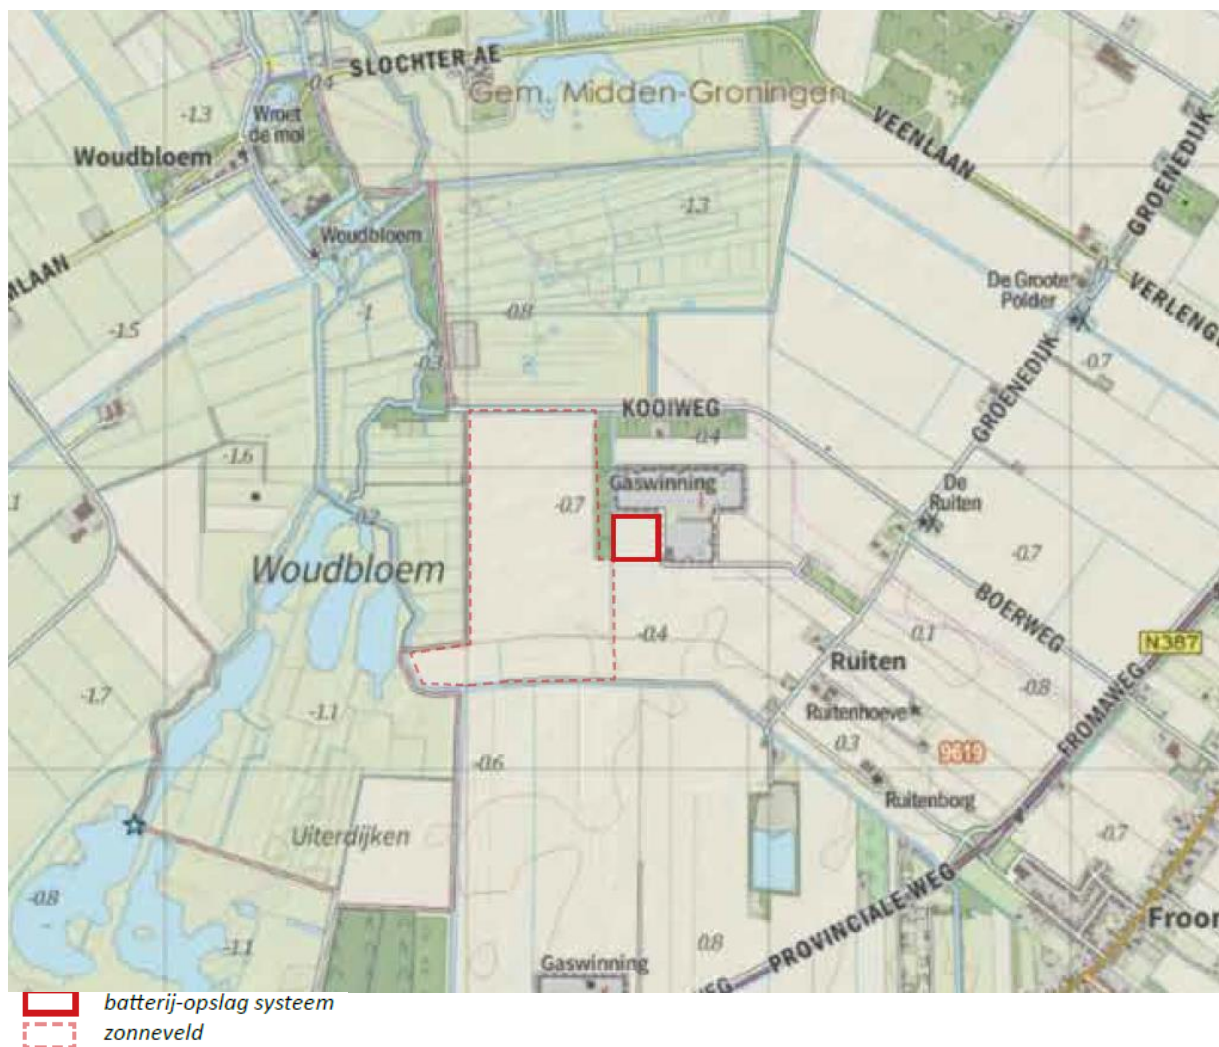 SLOCHTER AE
Gem. Midden-Groningen
-0.4
-1.3
Wroet
de mol
Woudbloem
VEENLAAN
GROENEDIJK
-1.3
Woudbloem
MLAAN
De Groote
Polder
VERLENG
-1.5
-1
-0.8
-0.3
-0.7
GROENEDIJK
KOOIWEG
-0.4
-1.6
Gaswinning
De
Ruiten
-0.7
-0.2
-0.7
Woudbloem
BOERWEG
-0.4
0.1
N387
Ruiten
-1.7
-0.8
-1.1
Ruitenhoeve
FROMAWEG
0.3
9619
-0.6
Ruitenborg
Uiterdijken
-0.7
-0.8
PROVINCIALE WEG
Froor
-1.1
0.8
Gaswinning
WEG
batterij-opslag systeem
zonneveld